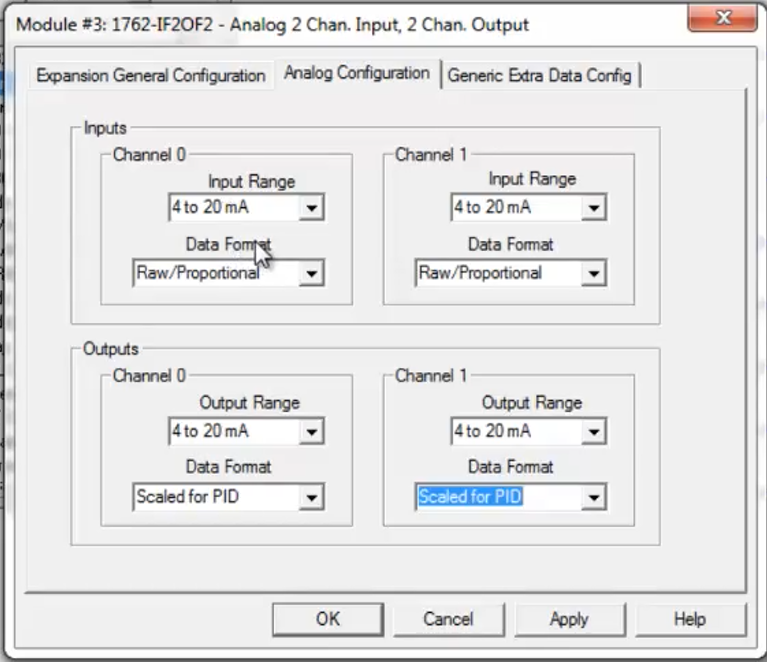 Module #3: 1762-IF2OF2 - Analog 2 Chan. Input, 2 Chan. Output
Expansion General Configuration
Analog Configuration
Generic Extra Data Config
Inputs
Channel 0
Input Range
4 to 20 mA
Data Format
Raw/Proportional
Channel 1
Input Range
4 to 20 mA
Data Format
Raw/Proportional
Outputs
Channel 0
Output Range
4 to 20 mA
Data Format
Scaled for PID
Channel 1
Output Range
4 to 20 mA
Data Format
Scaled for PID
OK
Cancel
Apply
Help